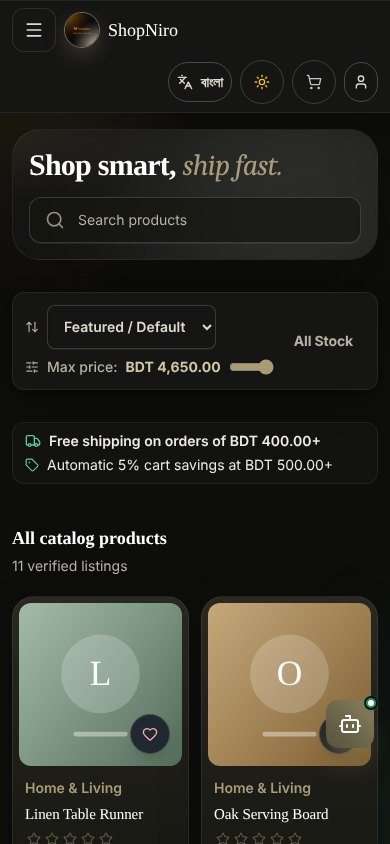 ShopNiro
বাংলা
Shop smart, ship fast.
Search products
Featured / Default
All Stock
Max price: BDT 4,650.00
Free shipping on orders of BDT 400.00+
Automatic 5% cart savings at BDT 500.00+
All catalog products
11 verified listings
L
O
Home & Living
Home & Living
Linen Table Runner
Oak Serving Board